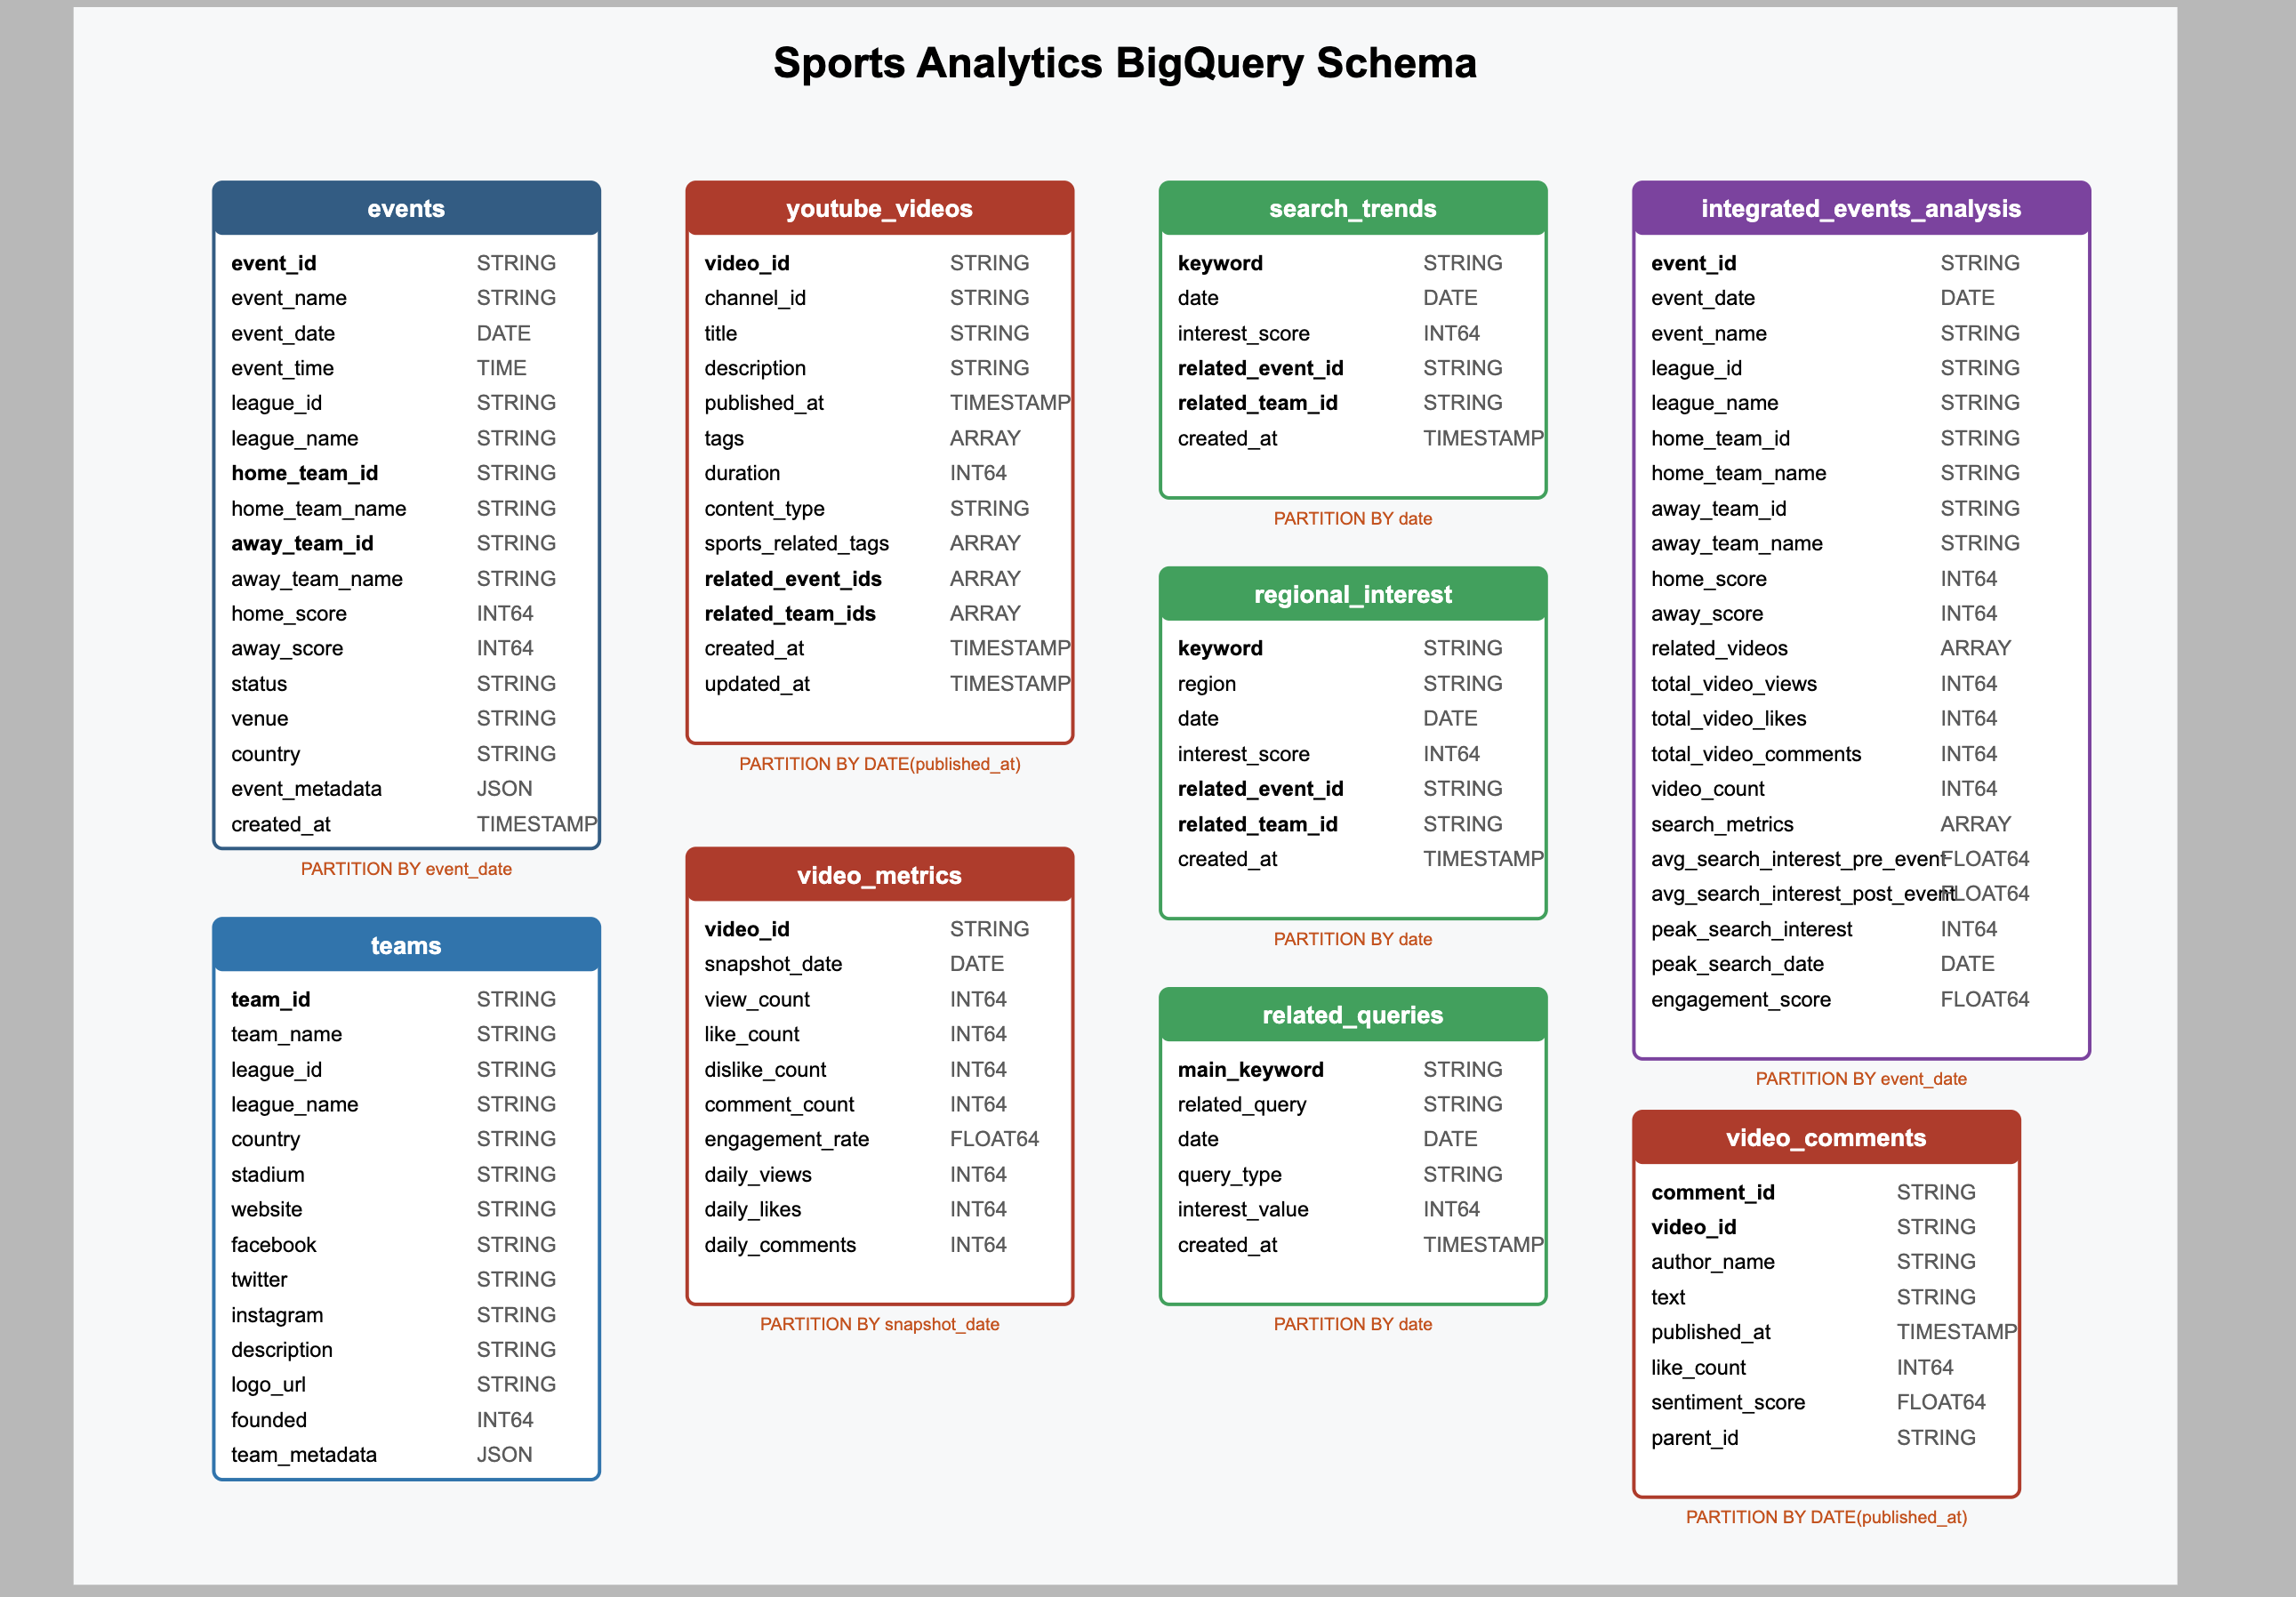 Sports Analytics BigQuery Schema
events
event_id STRING
event_name STRING
event_date DATE
event_time TIME
league_id STRING
league_name STRING
home_team_id STRING
home_team_name STRING
away_team_id STRING
away_team_name STRING
home_score INT64
away_score INT64
status STRING
venue STRING
country STRING
event_metadata JSON
created_at TIMESTAMP
PARTITION BY event_date
teams
team_id STRING
team_name STRING
league_id STRING
league_name STRING
country STRING
stadium STRING
website STRING
facebook STRING
twitter STRING
instagram STRING
description STRING
logo_url STRING
founded INT64
team_metadata JSON
youtube_videos
video_id STRING
channel_id STRING
title STRING
description STRING
published_at TIMESTAMP
tags ARRAY
duration INT64
content_type STRING
sports_related_tags ARRAY
related_event_ids ARRAY
related_team_ids ARRAY
created_at TIMESTAMP
updated_at TIMESTAMP
PARTITION BY DATE(published_at)
video_metrics
video_id STRING
snapshot_date DATE
view_count INT64
like_count INT64
dislike_count INT64
comment_count INT64
engagement_rate FLOAT64
daily_views INT64
daily_likes INT64
daily_comments INT64
PARTITION BY snapshot_date
search_trends
keyword STRING
date DATE
interest_score INT64
related_event_id STRING
related_team_id STRING
created_at TIMESTAMP
PARTITION BY date
regional_interest
keyword STRING
region STRING
date DATE
interest_score INT64
related_event_id STRING
related_team_id STRING
created_at TIMESTAMP
PARTITION BY date
related_queries
main_keyword STRING
related_query STRING
date DATE
query_type STRING
interest_value INT64
created_at TIMESTAMP
PARTITION BY date
integrated_events_analysis
event_id STRING
event_date DATE
event_name STRING
league_id STRING
league_name STRING
home_team_id STRING
home_team_name STRING
away_team_id STRING
away_team_name STRING
home_score INT64
away_score INT64
related_videos ARRAY
total_video_views INT64
total_video_likes INT64
total_video_comments INT64
video_count INT64
search_metrics ARRAY
avg_search_interest_pre_event FLOAT64
avg_search_interest_post_event FLOAT64
peak_search_interest INT64
peak_search_date DATE
engagement_score FLOAT64
PARTITION BY event_date
video_comments
comment_id STRING
video_id STRING
author_name STRING
text STRING
published_at TIMESTAMP
like_count INT64
sentiment_score FLOAT64
parent_id STRING
PARTITION BY DATE(published_at)